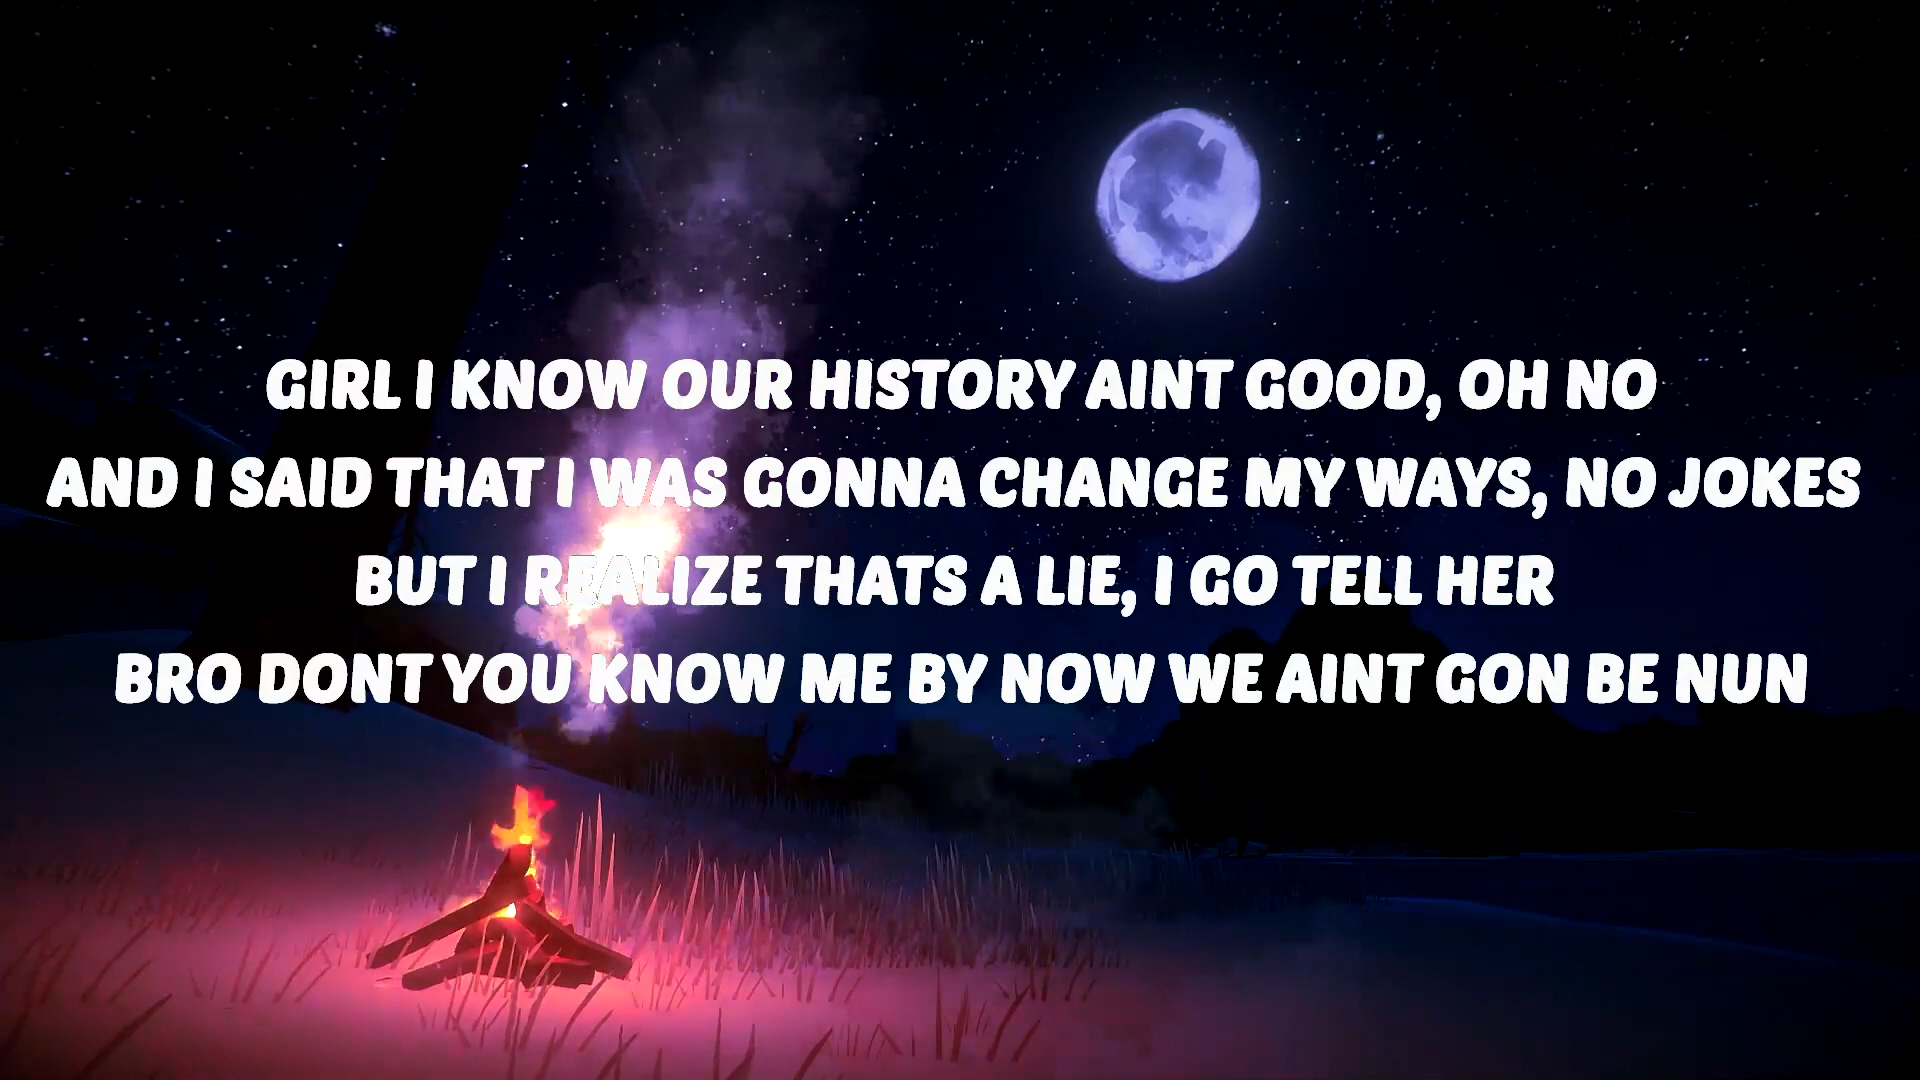 GIRL I KNOW OUR HISTORY AINT GOOD, OH NO
AND I SAID THAT I WAS GONNA CHANGE MY WAYS, NO JOKES
BUT I REALIZE THATS A LIE, I GO TELL HER
BRO DONT YOU KNOW ME BY NOW WE AINT GON BE NUN